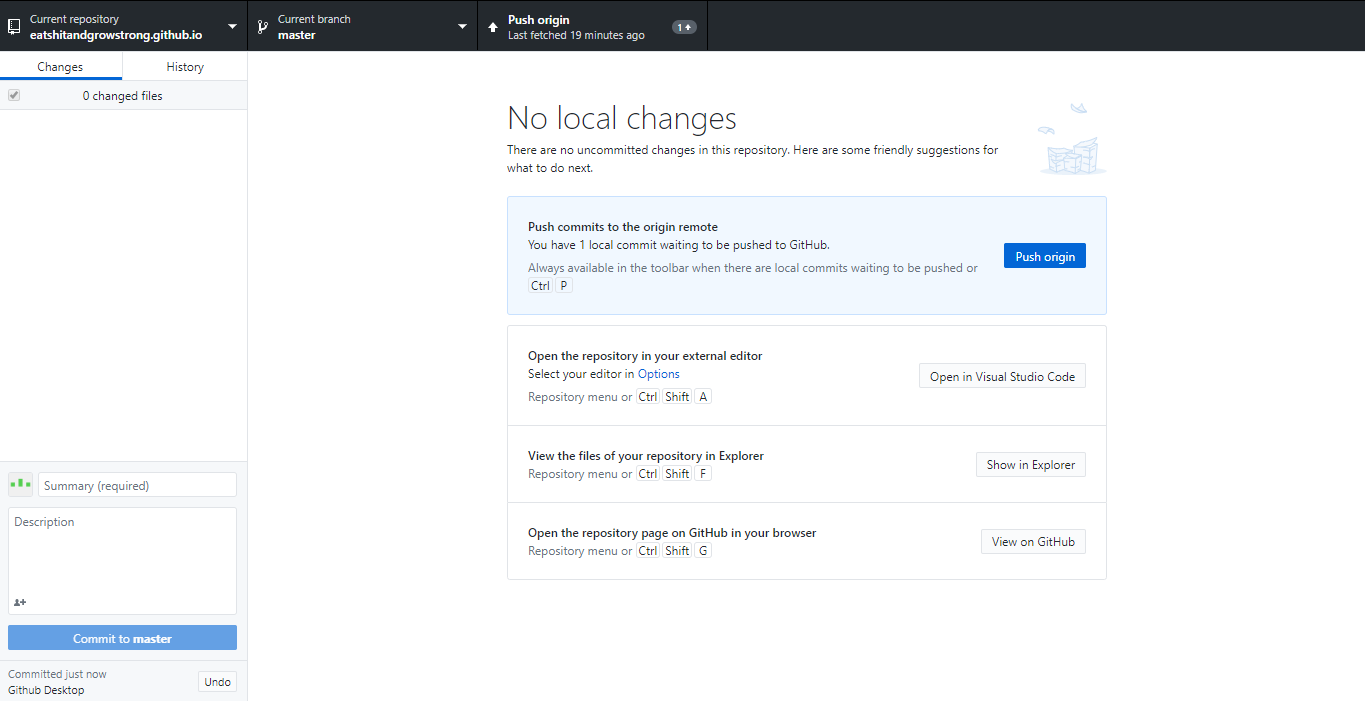 Current repository
eatshitandgrowstrong.github.io
Current branch
master
Push origin
Last fetched 19 minutes ago
1
Changes
History
0 changed files
No local changes
There are no uncommitted changes in this repository. Here are some friendly suggestions for
what to do next.
Push commits to the origin remote
You have 1 local commit waiting to be pushed to GitHub.
Always available in the toolbar when there are local commits waiting to be pushed or
Ctrl P
Push origin
Open the repository in your external editor
Select your editor in Options
Repository menu or Ctrl Shift A
Open in Visual Studio Code
View the files of your repository in Explorer
Repository menu or Ctrl Shift F
Show in Explorer
Open the repository page on GitHub in your browser
Repository menu or Ctrl Shift G
View on GitHub
Summary (required)
Description
Commit to master
Committed just now
Github Desktop
Undo